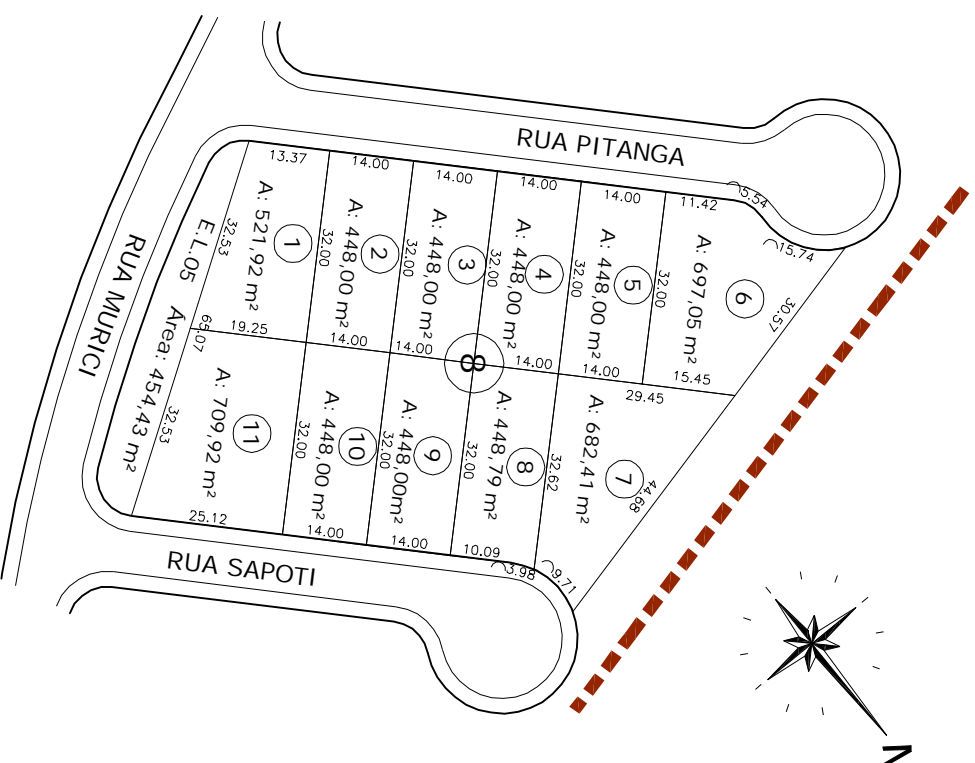 RUA PITANGA
13.37
14.00
14.00
14.00
14.00
11.42
5.54
15.74
30.57
1
A: 521,92 m²
32.53
19.25
32.00
2
A: 448,00 m²
14.00
32.00
3
A: 448,00 m²
14.00
32.00
4
A: 448,00 m²
14.00
32.00
5
A: 448,00 m²
14.00
32.00
6
A: 697,05 m²
15.45
8
29.45
7
A: 682,41 m²
44.68
9.71
32.62
8
A: 448,79 m²
10.09
3.98
32.00
9
A: 448,00m²
14.00
32.00
10
A: 448,00 m²
14.00
32.00
11
A: 709,92 m²
25.12
32.53
65.07
E.L.05 Área: 454,43 m²
RUA MURICI
RUA SAPOTI
N